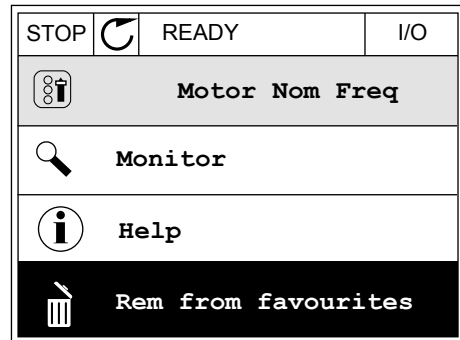 STOP READY I/O
Motor Nom Freq
Monitor
Help
Rem from favourites